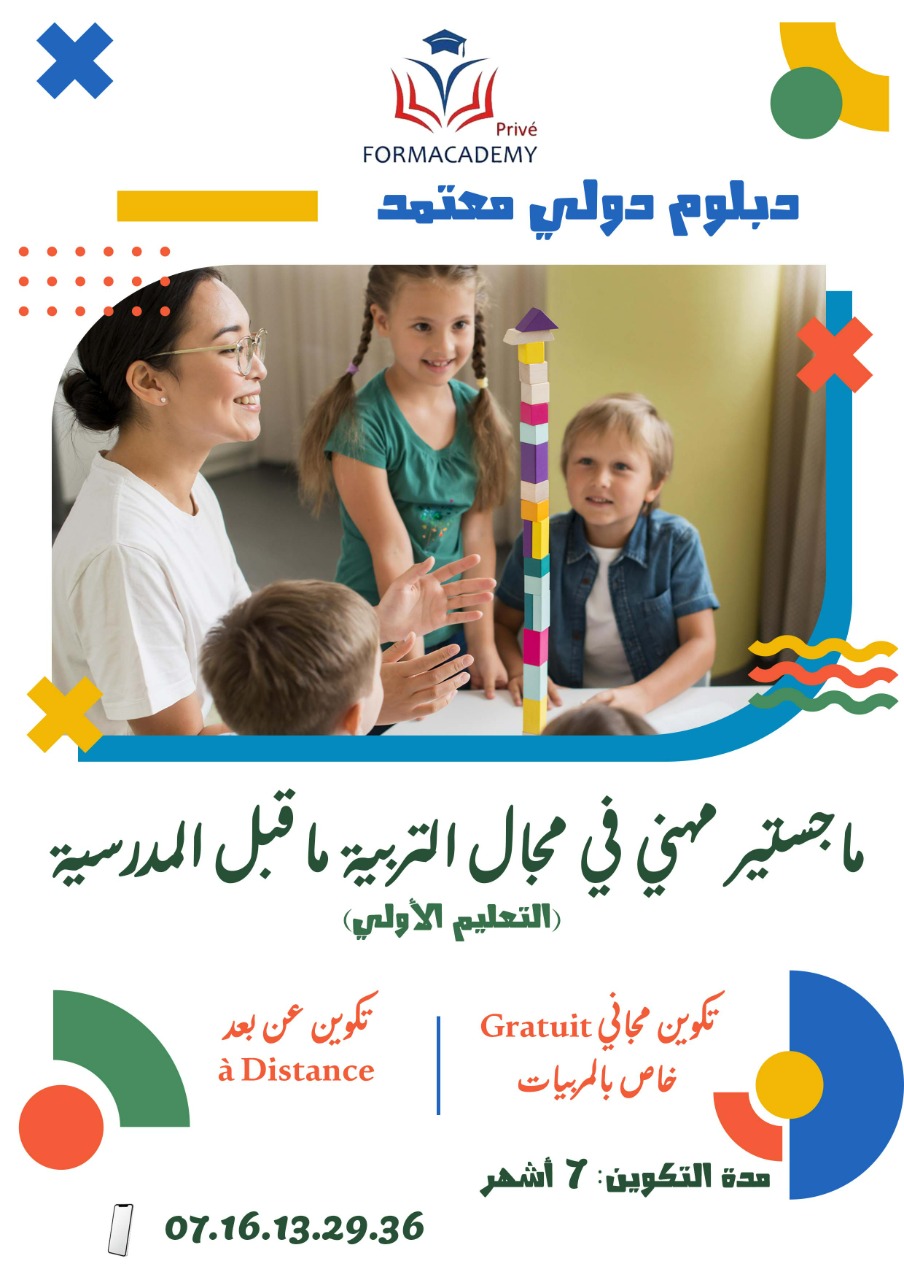 Privé
FORMACADEMY
دبلوم دولي معتمد
ماجستير مهني في مجال التربية ما قبل المدرسية
(التعليم الأولي)
تكوين مجاني Gratuit
خاص بالمربيات
تكوين عن بعد
à Distance
مدة التكوين: 7 أشهر
07.16.13.29.36